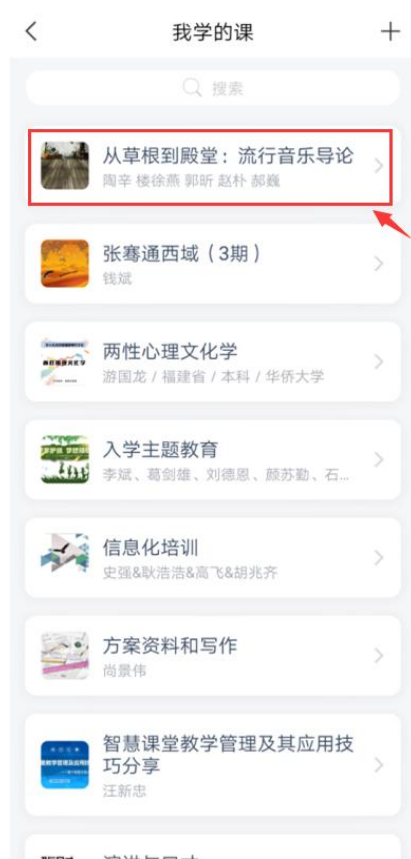 我学的课
搜索
从草根到殿堂：流行音乐导论
陶辛 楼徐燕 郭昕 赵朴 郝巍
张骞通西域（3期）
钱斌
两性心理文化学
游国龙 / 福建省 / 本科 / 华侨大学
入学主题教育
李斌、葛剑雄、刘德恩、顾苏勤、石...
信息化培训
史强&耿浩浩&高飞&胡兆齐
方案资料和写作
尚景伟
智慧课堂教学管理及其应用技
巧分享
汪新忠